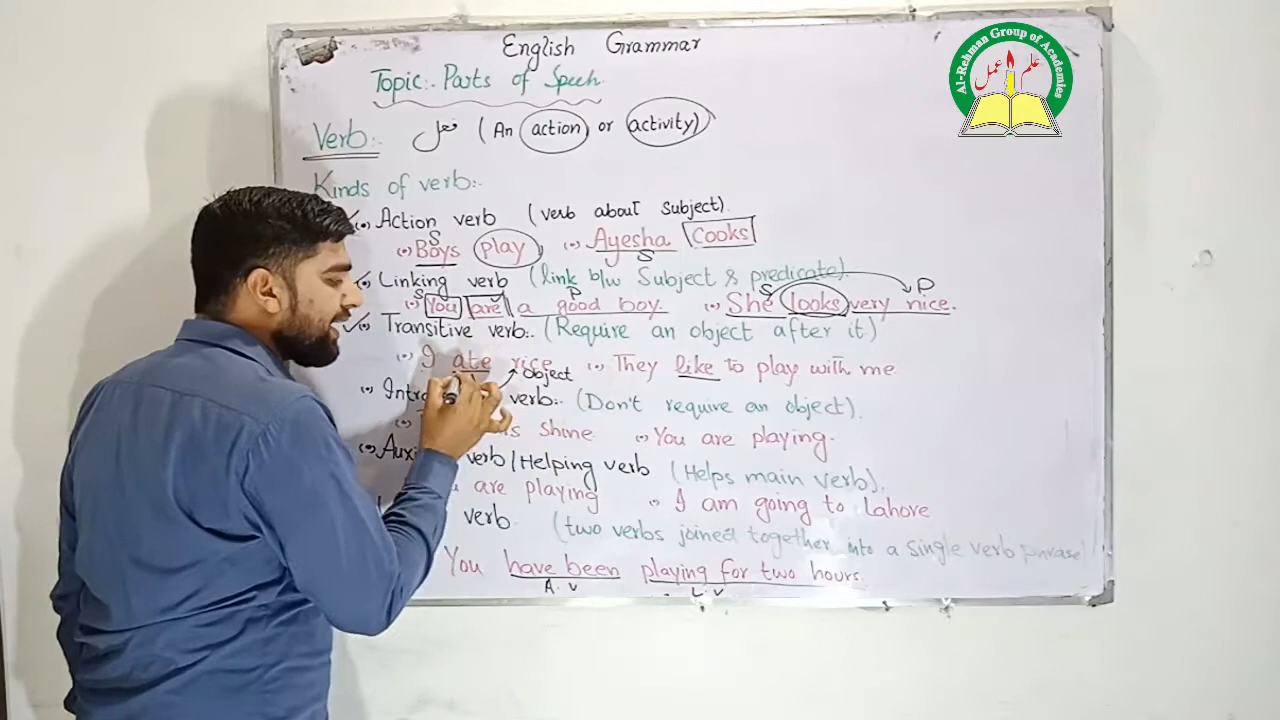 English Grammar
Topic:- Parts of Speech
Verb:- فعل (An action or activity)
Kinds of verb:-
Action verb (verb about Subject).
S
Boys play Ayesha Cooks
S
Linking verb (link b/w Subject & predicate).
S P S P
You are a good boy. She looks very nice.
Transitive verb:. (Require an object after it)
I ate rice They like to play with me
object
verb:. (Don't require an object).
shine. You are playing.
verb/Helping verb (Helps main verb).
are playing I am going to Lahore
verb (two verbs joined together into a single verb phrase)
You have been playing for two hours.
A. v L. v
Al-Rehman Group of Academies
علم عمل